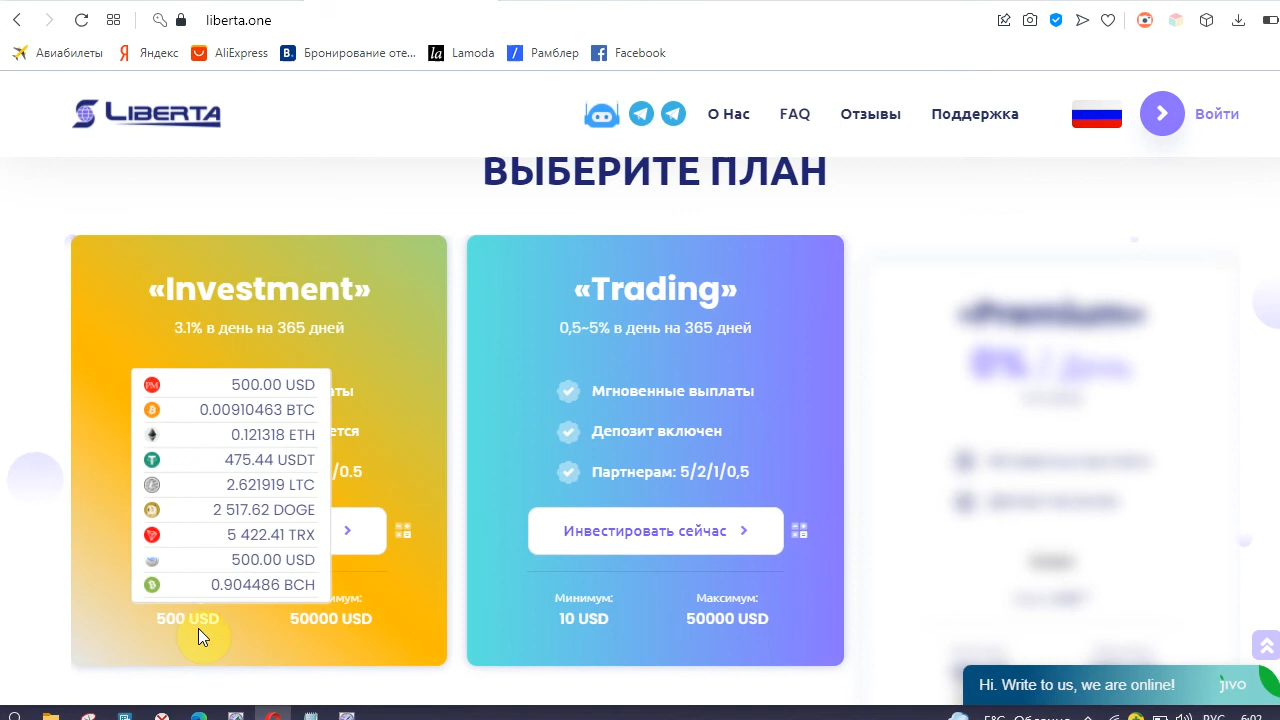 liberta.one
Авиабилеты
Яндекс
AliExpress
Бронирование оте...
Lamoda
Рамблер
Facebook
LIBERTA
О Нас
FAQ
Отзывы
Поддержка
Войти
ВЫБЕРИТЕ ПЛАН
«Investment»
3.1% в день на 365 дней
500.00 USD
0.00910463 BTC
0.121318 ETH
475.44 USDT
2.621919 LTC
2 517.62 DOGE
5 422.41 TRX
500.00 USD
0.904486 BCH
500 USD
50000 USD
«Trading»
0,5~5% в день на 365 дней
Мгновенные выплаты
Депозит включен
Партнерам: 5/2/1/0,5
Инвестировать сейчас
Минимум:
10 USD
Максимум:
50000 USD
«Premium»
0% / День
Hi. Write to us, we are online!
jivo
РУС